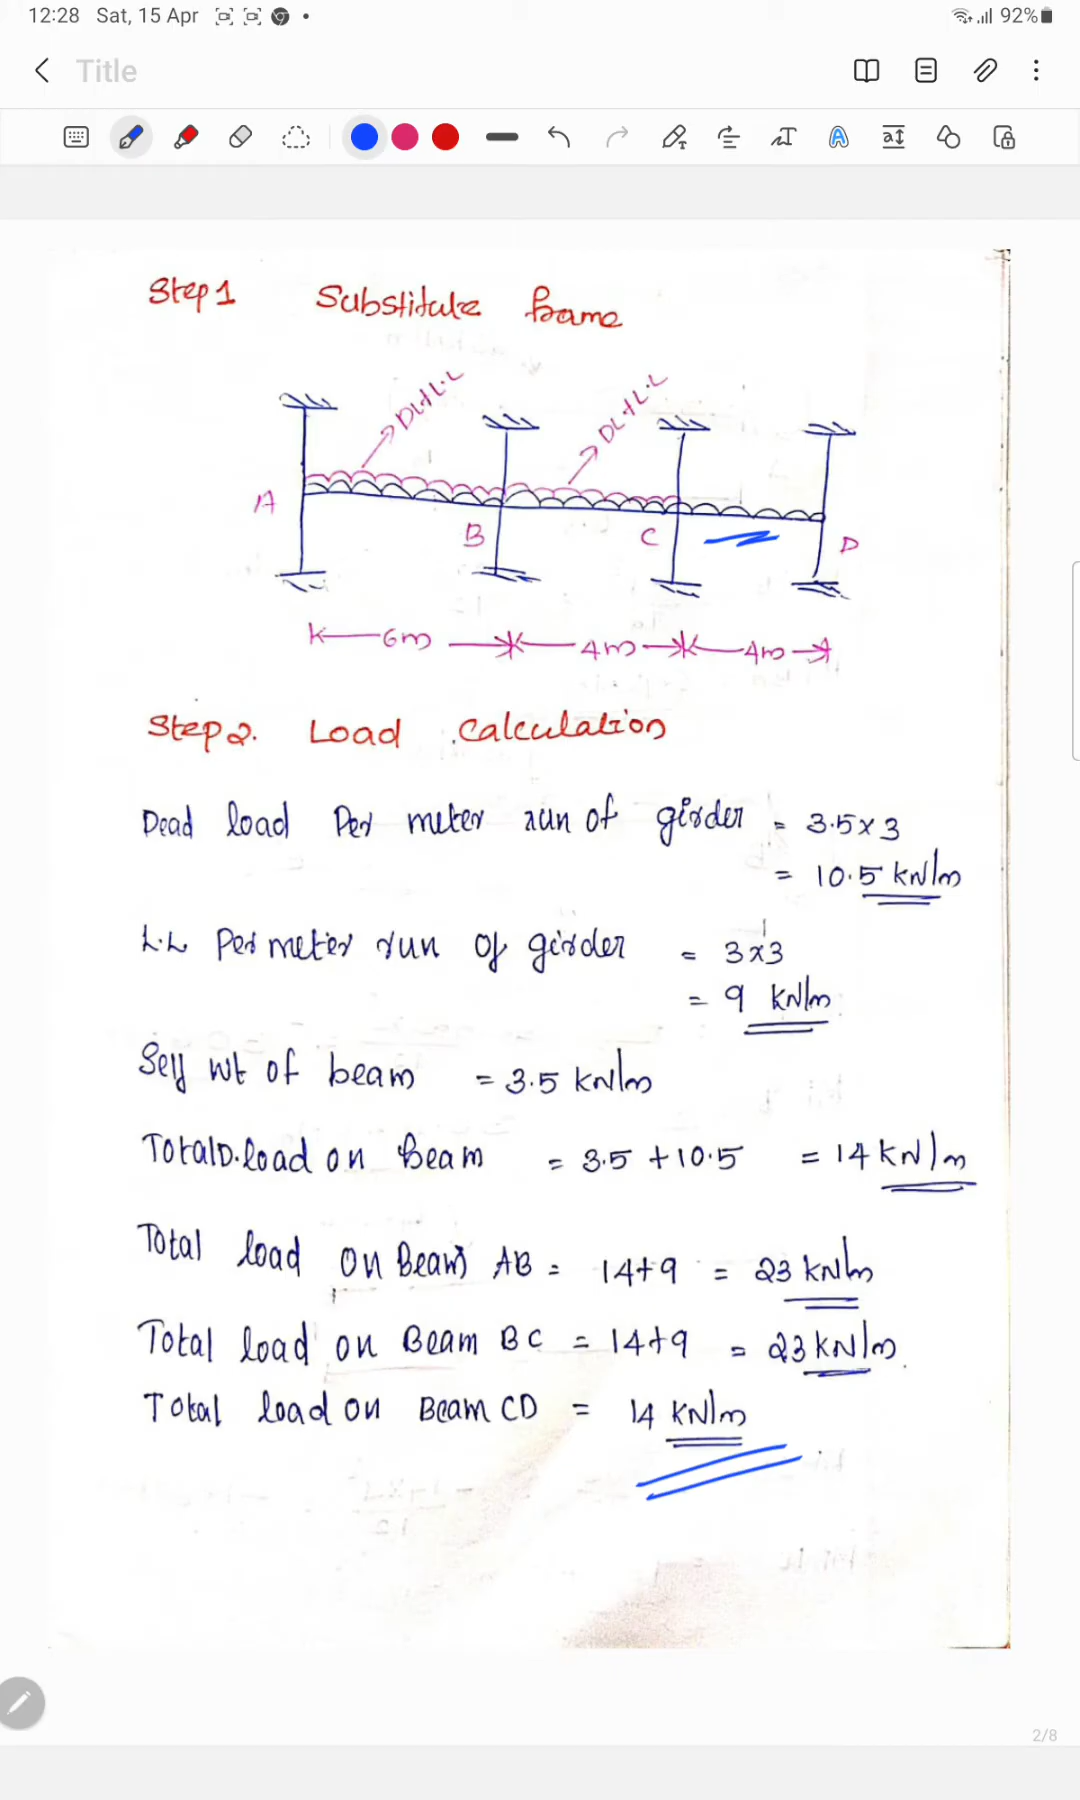 12:28 Sat, 15 Apr
92%
Title
Step 1 Substitute frame
DL+L.L
DL+L.L
A
B
C
D
6m
4m
4m
Step 2. Load Calculation
Dead load Per meter run of girder = 3.5 x 3
= 10.5 kN/m
L.L Per meter run of girder = 3 x 3
= 9 kN/m
Self wt of beam = 3.5 kN/m
Total D.load on Beam = 3.5 + 10.5 = 14 kN/m
Total load on Beam AB = 14+9 = 23 kN/m
Total load on Beam BC = 14+9 = 23 kN/m
Total load on Beam CD = 14 kN/m
2/8